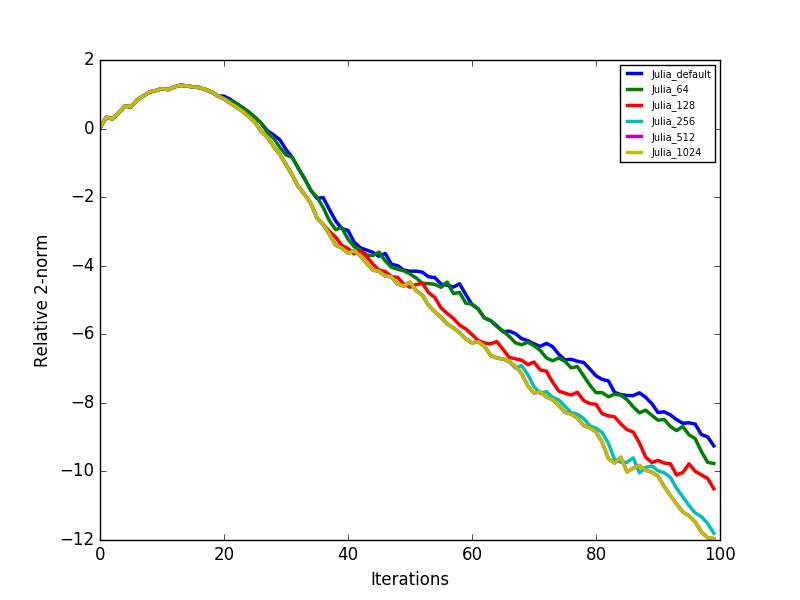 2
0
−2
−4
−6
−8
−10
−12
0 20 40 60 80 100
Iterations
Relative 2-norm
Julia_default
Julia_64
Julia_128
Julia_256
Julia_512
Julia_1024